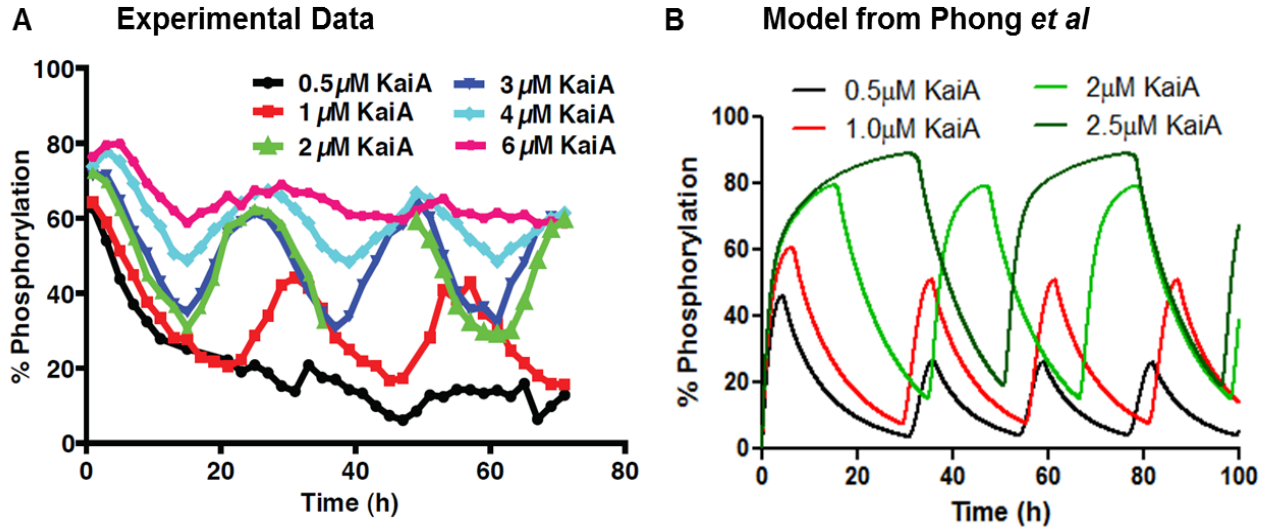 A Experimental Data
100
80
60
40
20
0
% Phosphorylation
0.5 µM KaiA
1 µM KaiA
2 µM KaiA
3 µM KaiA
4 µM KaiA
6 µM KaiA
0 20 40 60 80
Time (h)
B Model from Phong et al
100
80
60
40
20
0
% Phosphorylation
0.5µM KaiA
1.0µM KaiA
2µM KaiA
2.5µM KaiA
0 20 40 60 80 100
Time (h)